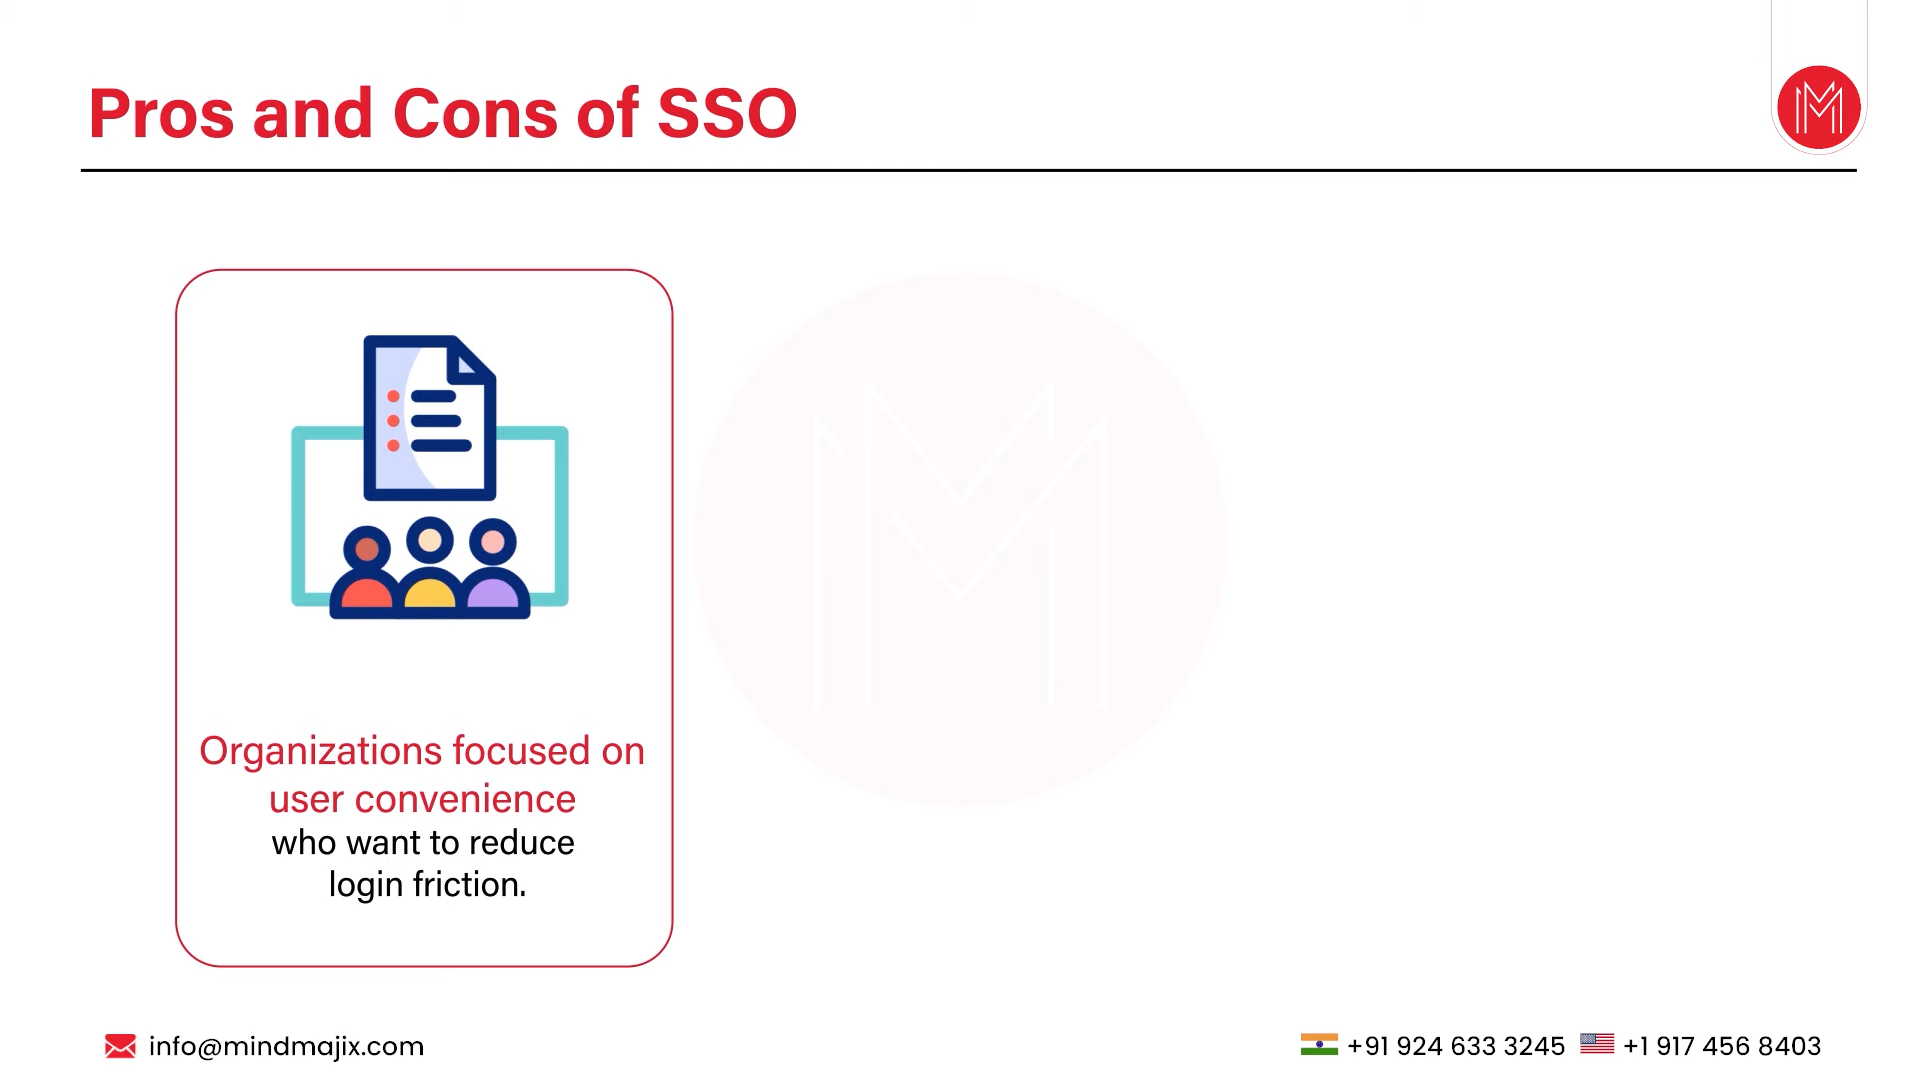 Pros and Cons of SSO
Organizations focused on
user convenience
who want to reduce
login friction.
info@mindmajix.com
+91 924 633 3245
+1 917 456 8403